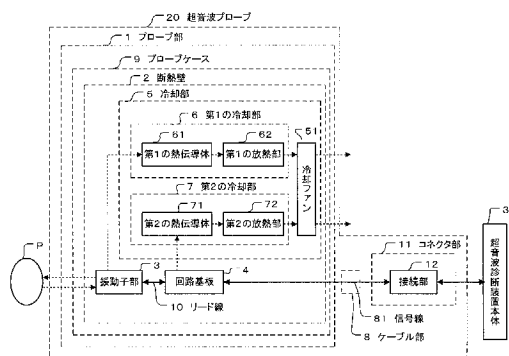 20 超音波プローブ
1 プローブ部
9 プローブケース
2 断熱壁
5 冷却部
6 第1の冷却部
51
61
62
第1の熱伝導体
第1の放熱部
冷却ファン
7 第2の冷却部
71
72
第2の熱伝導体
第2の放熱部
P
3
4
振動子部
回路基板
10 リード線
11 コネクタ部
12
接続部
3
超音波診断装置本体
81 信号線
8 ケーブル部